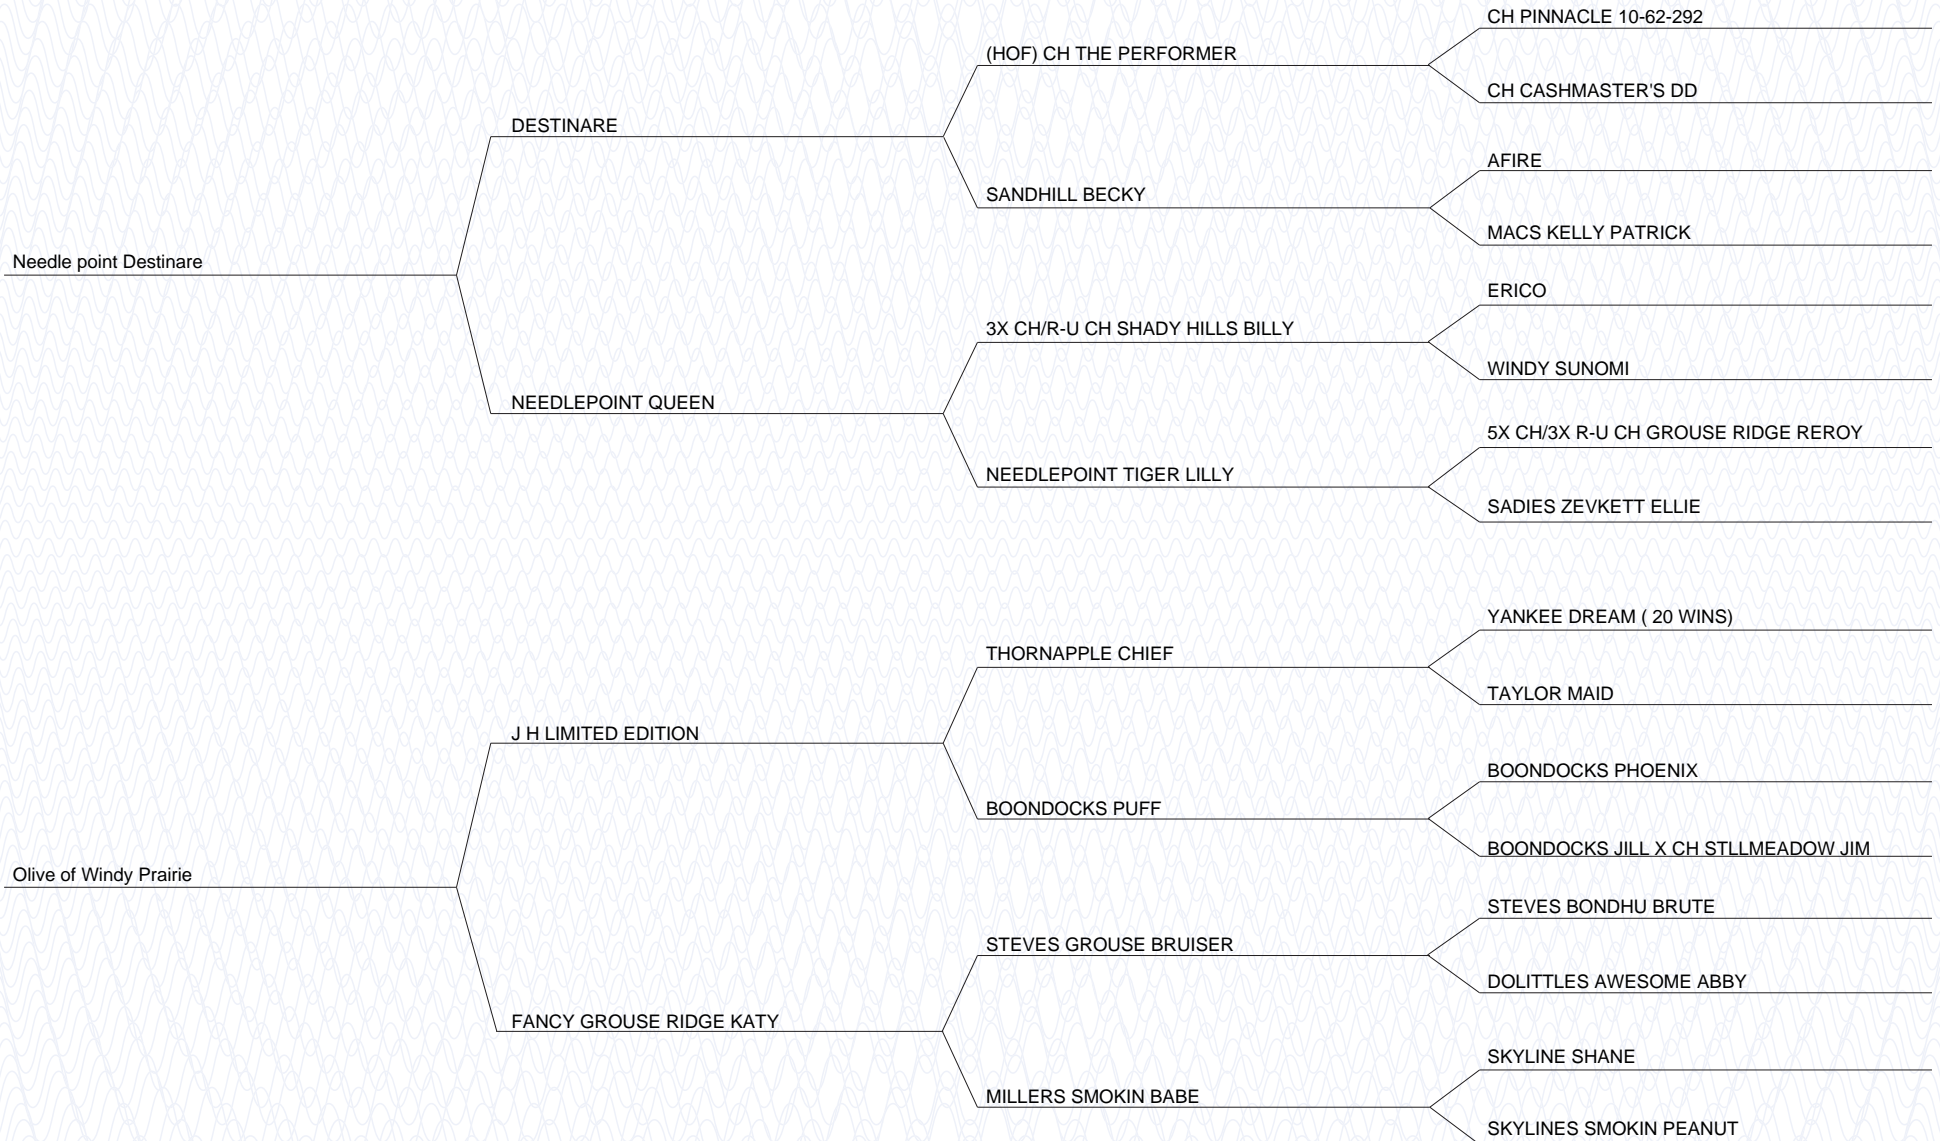 CH PINNACLE 10-62-292
(HOF) CH THE PERFORMER
CH CASHMASTER'S DD
DESTINARE
AFIRE
SANDHILL BECKY
MACS KELLY PATRICK
Needle point Destinare
ERICO
3X CH/R-U CH SHADY HILLS BILLY
WINDY SUNOMI
NEEDLEPOINT QUEEN
5X CH/3X R-U CH GROUSE RIDGE REROY
NEEDLEPOINT TIGER LILLY
SADIES ZEVKETT ELLIE
YANKEE DREAM ( 20 WINS)
THORNAPPLE CHIEF
TAYLOR MAID
J H LIMITED EDITION
BOONDOCKS PHOENIX
BOONDOCKS PUFF
BOONDOCKS JILL X CH STLLMEADOW JIM
Olive of Windy Prairie
STEVES BONDHU BRUTE
STEVES GROUSE BRUISER
DOLITTLES AWESOME ABBY
FANCY GROUSE RIDGE KATY
SKYLINE SHANE
MILLERS SMOKIN BABE
SKYLINES SMOKIN PEANUT